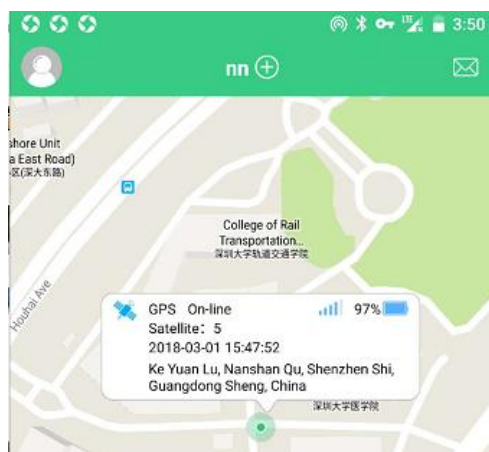 LTE 3:50
nn
shore Unit
a East Road)
区(深大东路)
College of Rail
Transportation...
深圳大学轨道交通学院
Houhai Ave
GPS On-line 97%
Satellite: 5
2018-03-01 15:47:52
Ke Yuan Lu, Nanshan Qu, Shenzhen Shi,
Guangdong Sheng, China
深圳大学医学院